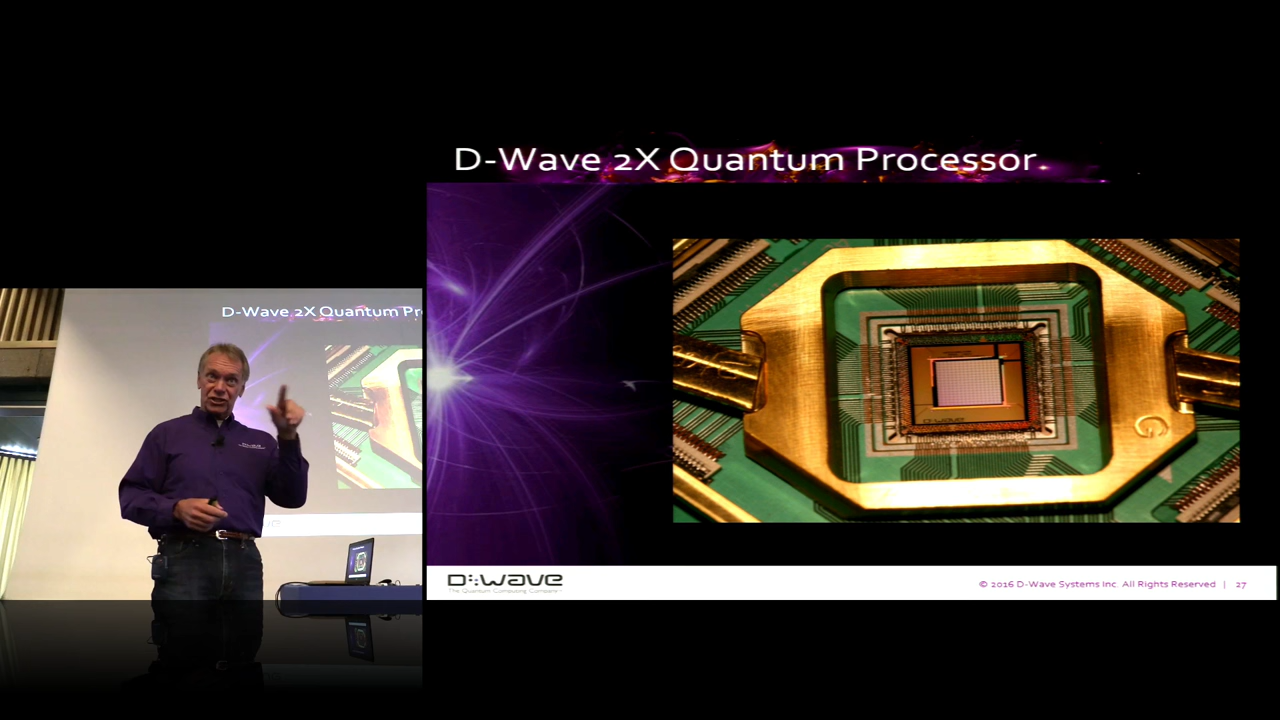 D-Wave 2X Quantum Processor
D-Wave 2X Quantum Pr
G
D:wave
The Quantum Computing Company™
© 2016 D-Wave Systems Inc. All Rights Reserved | 27